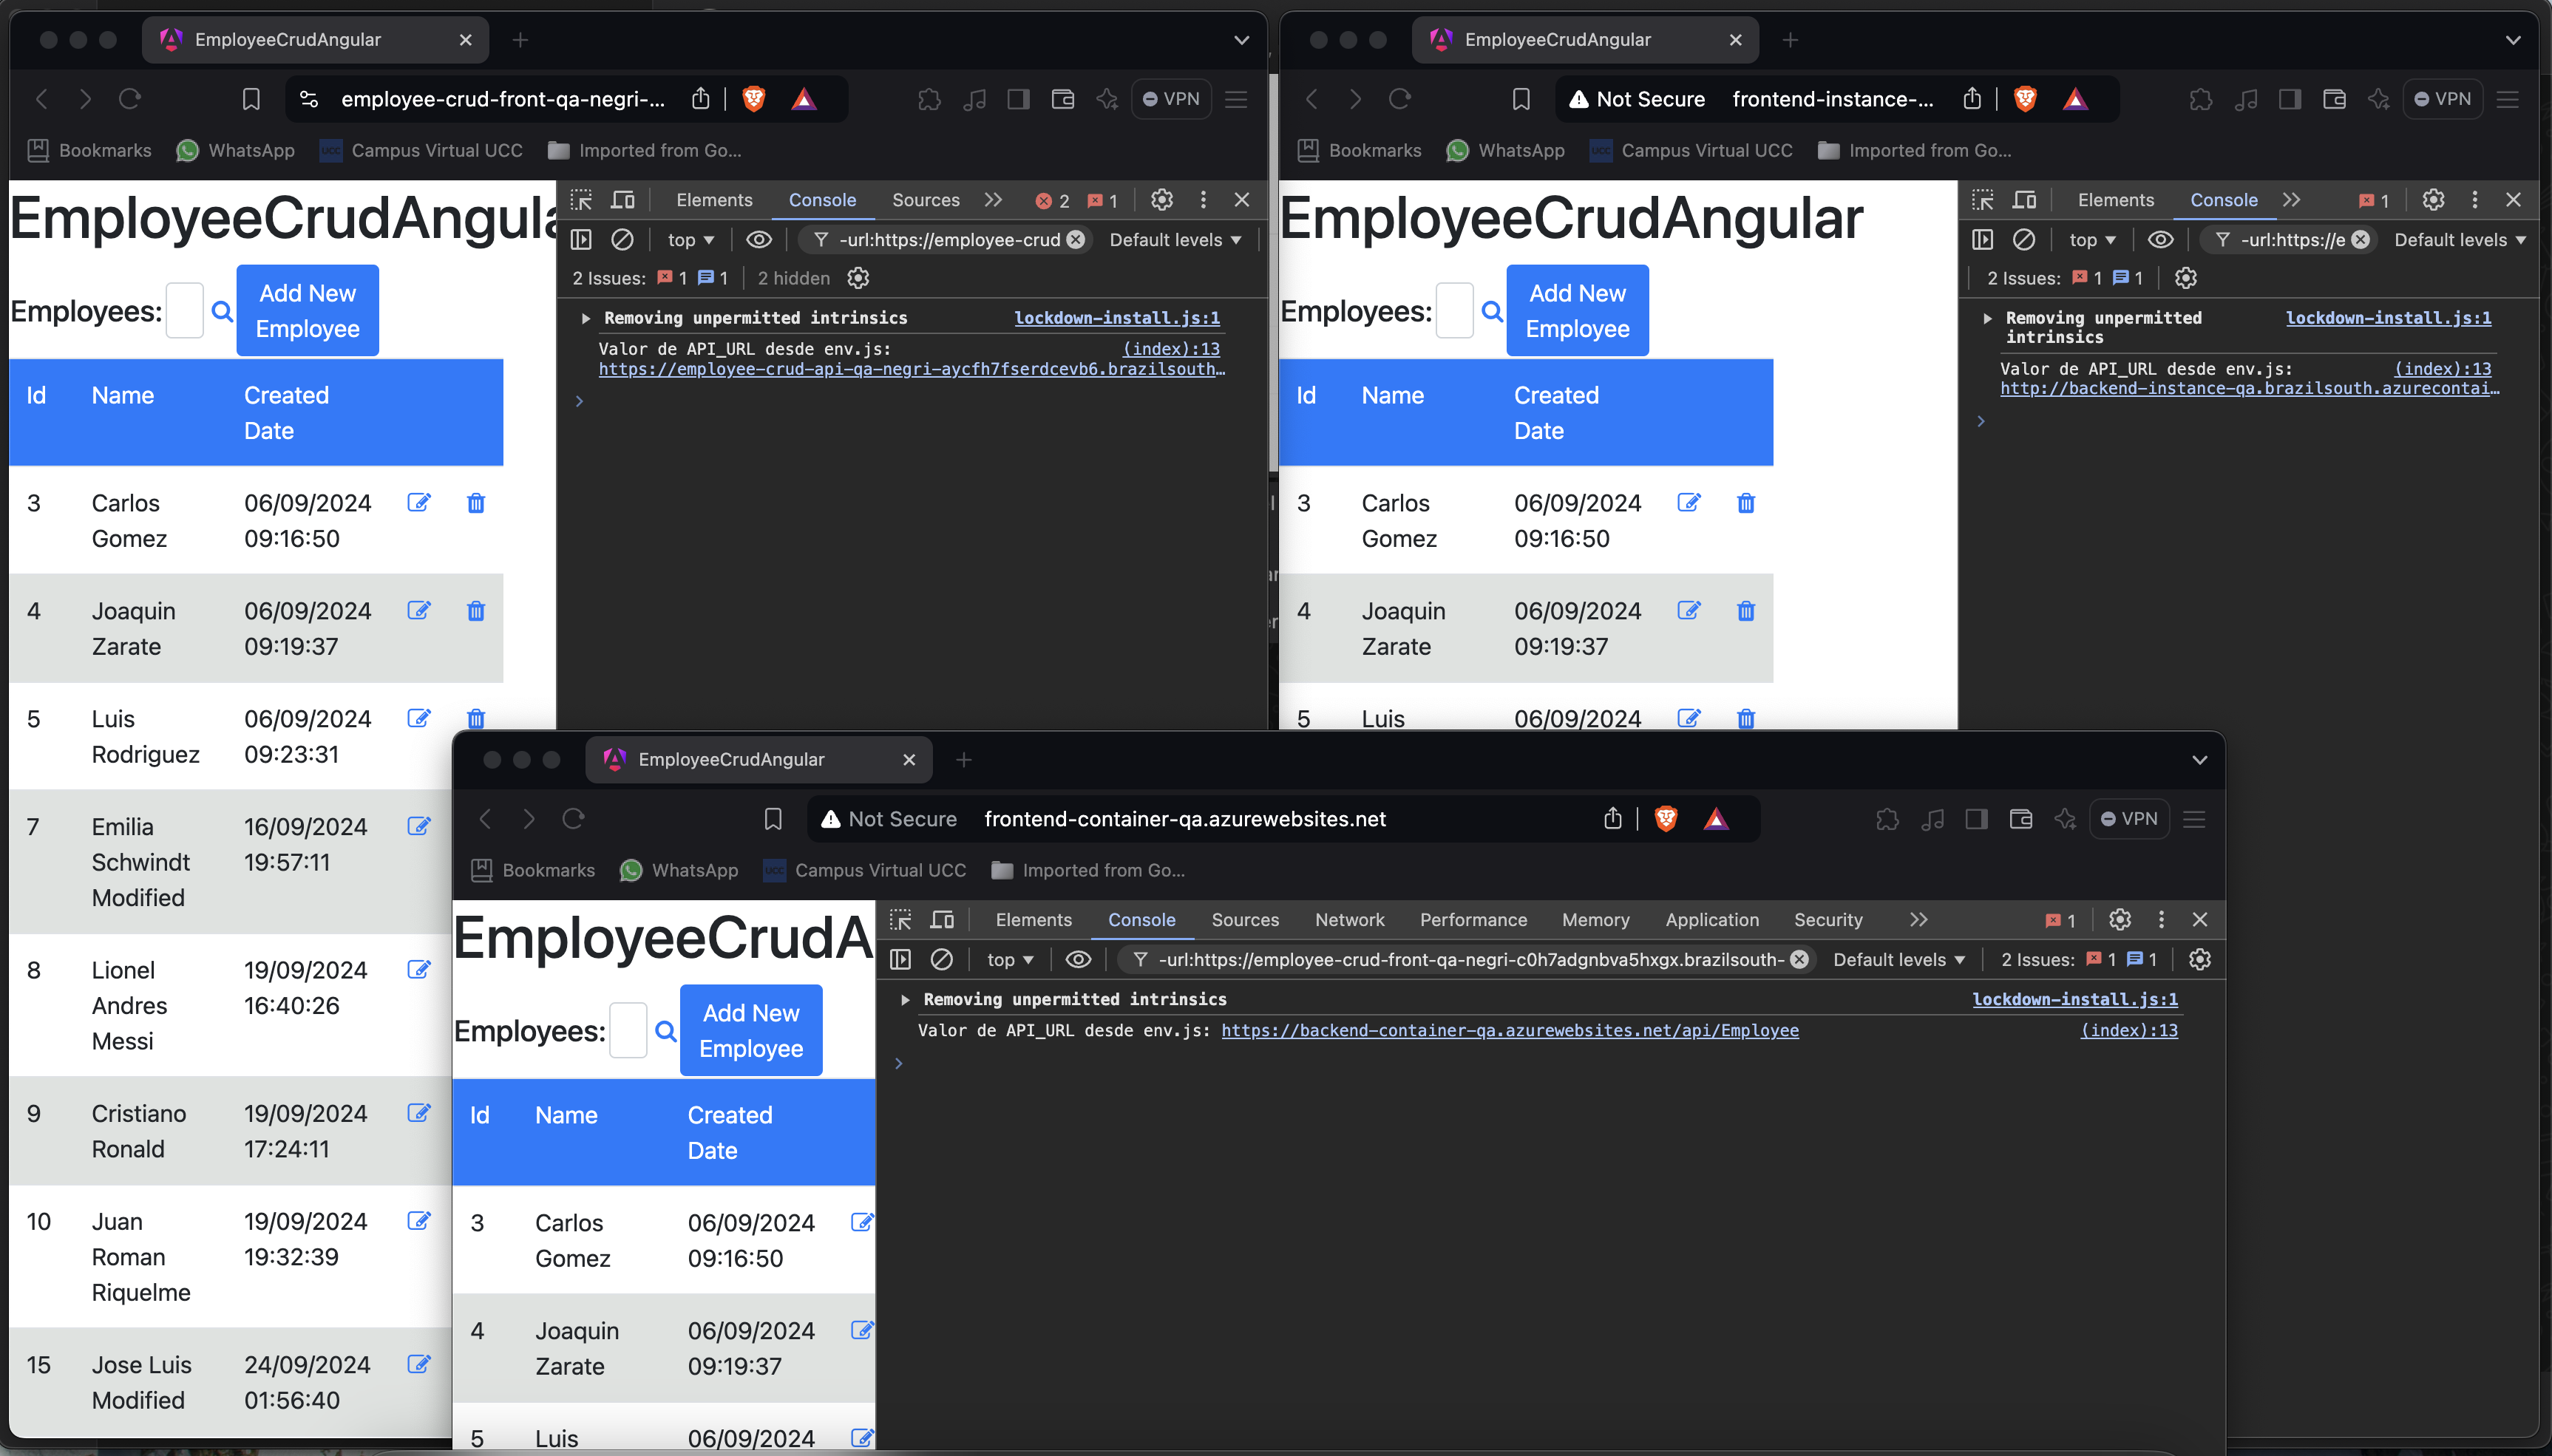 EmployeeCrudAngular
employee-crud-front-qa-negri-...
VPN
Bookmarks
WhatsApp
UCC
Campus Virtual UCC
Imported from Go...
EmployeeCrudAngula
Employees:
Add New
Employee
Id
Name
Created
Date
3
Carlos
Gomez
06/09/2024
09:16:50
4
Joaquin
Zarate
06/09/2024
09:19:37
5
Luis
Rodriguez
06/09/2024
09:23:31
7
Emilia
Schwindt
Modified
16/09/2024
19:57:11
8
Lionel
Andres
Messi
19/09/2024
16:40:26
9
Cristiano
Ronald
19/09/2024
17:24:11
10
Juan
Roman
Riquelme
19/09/2024
19:32:39
15
Jose Luis
Modified
24/09/2024
01:56:40
Elements
Console
Sources
2
1
top
-url:https://employee-crud
Default levels
2 Issues: 1 1
2 hidden
Removing unpermitted intrinsics
lockdown-install.js:1
Valor de API_URL desde env.js:
(index):13
https://employee-crud-api-qa-negri-aycfh7fserdcevb6.brazilsouth…
EmployeeCrudAngular
Not Secure
frontend-instance-...
VPN
Bookmarks
WhatsApp
UCC
Campus Virtual UCC
Imported from Go...
EmployeeCrudAngular
Employees:
Add New
Employee
Id
Name
Created
Date
3
Carlos
Gomez
06/09/2024
09:16:50
4
Joaquin
Zarate
06/09/2024
09:19:37
5
Luis
06/09/2024
Elements
Console
1
top
-url:https://e
Default levels
2 Issues: 1 1
Removing unpermitted
intrinsics
lockdown-install.js:1
Valor de API_URL desde env.js:
(index):13
http://backend-instance-qa.brazilsouth.azurecontai…
EmployeeCrudAngular
Not Secure
frontend-container-qa.azurewebsites.net
VPN
Bookmarks
WhatsApp
UCC
Campus Virtual UCC
Imported from Go...
EmployeeCrudA
Employees:
Add New
Employee
Id
Name
Created
Date
3
Carlos
Gomez
06/09/2024
09:16:50
4
Joaquin
Zarate
06/09/2024
09:19:37
5
Luis
06/09/2024
Elements
Console
Sources
Network
Performance
Memory
Application
Security
1
top
-url:https://employee-crud-front-qa-negri-c0h7adgnbva5hxgx.brazilsouth-
Default levels
2 Issues: 1 1
Removing unpermitted intrinsics
lockdown-install.js:1
Valor de API_URL desde env.js: https://backend-container-qa.azurewebsites.net/api/Employee
(index):13